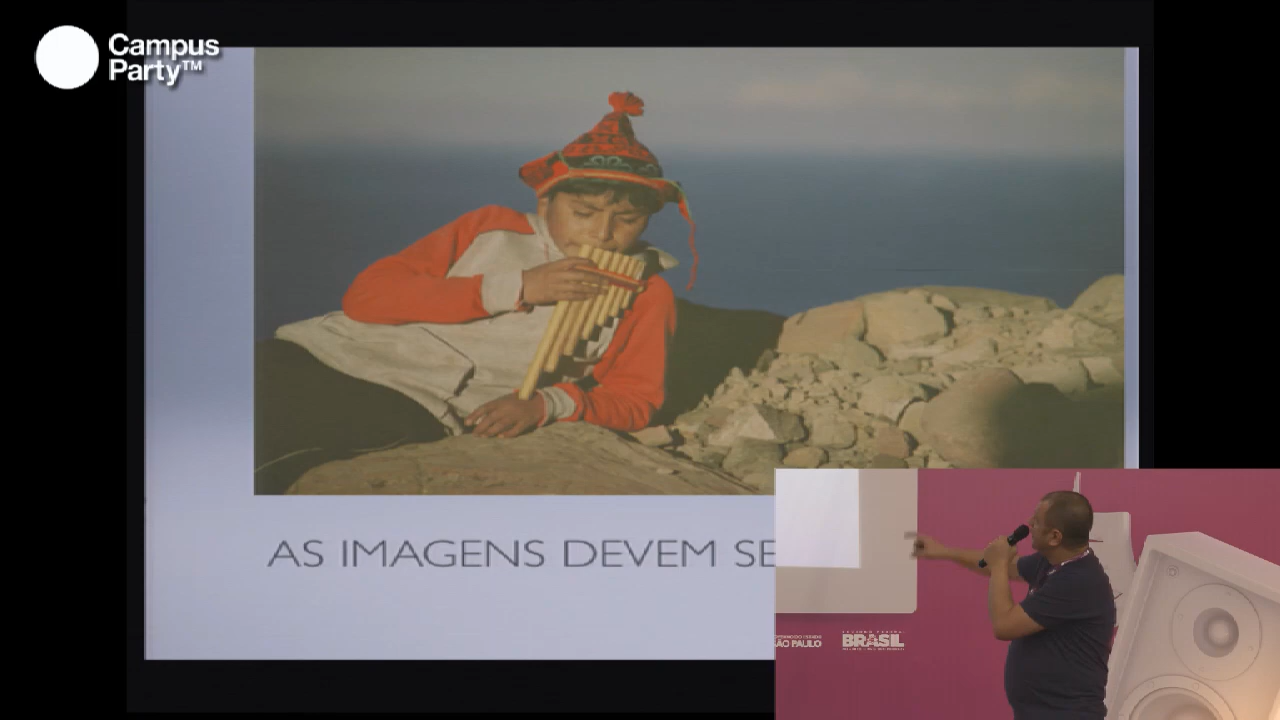 Campus
Party™
AS IMAGENS DEVEM SE
SÃO PAULO
BRASIL